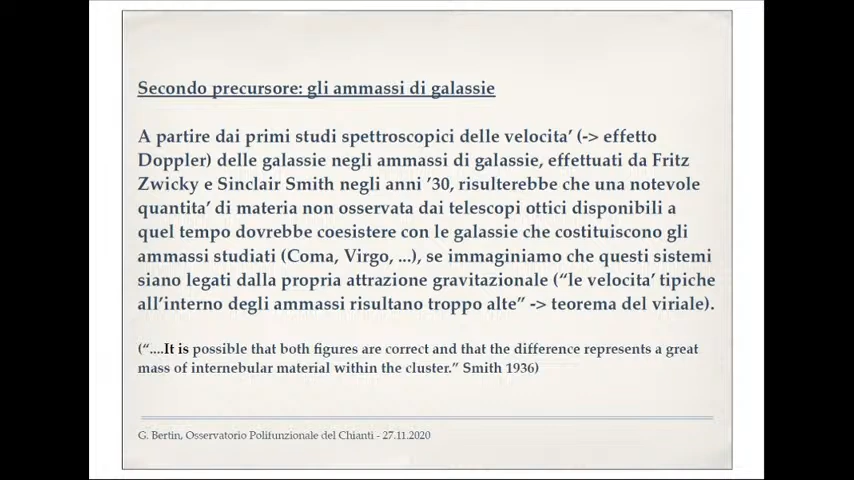 Secondo precursore: gli ammassi di galassie
A partire dai primi studi spettroscopici delle velocita' (-> effetto
Doppler) delle galassie negli ammassi di galassie, effettuati da Fritz
Zwicky e Sinclair Smith negli anni '30, risulterebbe che una notevole
quantita' di materia non osservata dai telescopi ottici disponibili a
quel tempo dovrebbe coesistere con le galassie che costituiscono gli
ammassi studiati (Coma, Virgo, ...), se immaginiamo che questi sistemi
siano legati dalla propria attrazione gravitazionale ("le velocita' tipiche
all'interno degli ammassi risultano troppo alte" -> teorema del viriale).
("....It is possible that both figures are correct and that the difference represents a great
mass of internebular material within the cluster." Smith 1936)
G. Bertin, Osservatorio Polifunzionale del Chianti - 27.11.2020